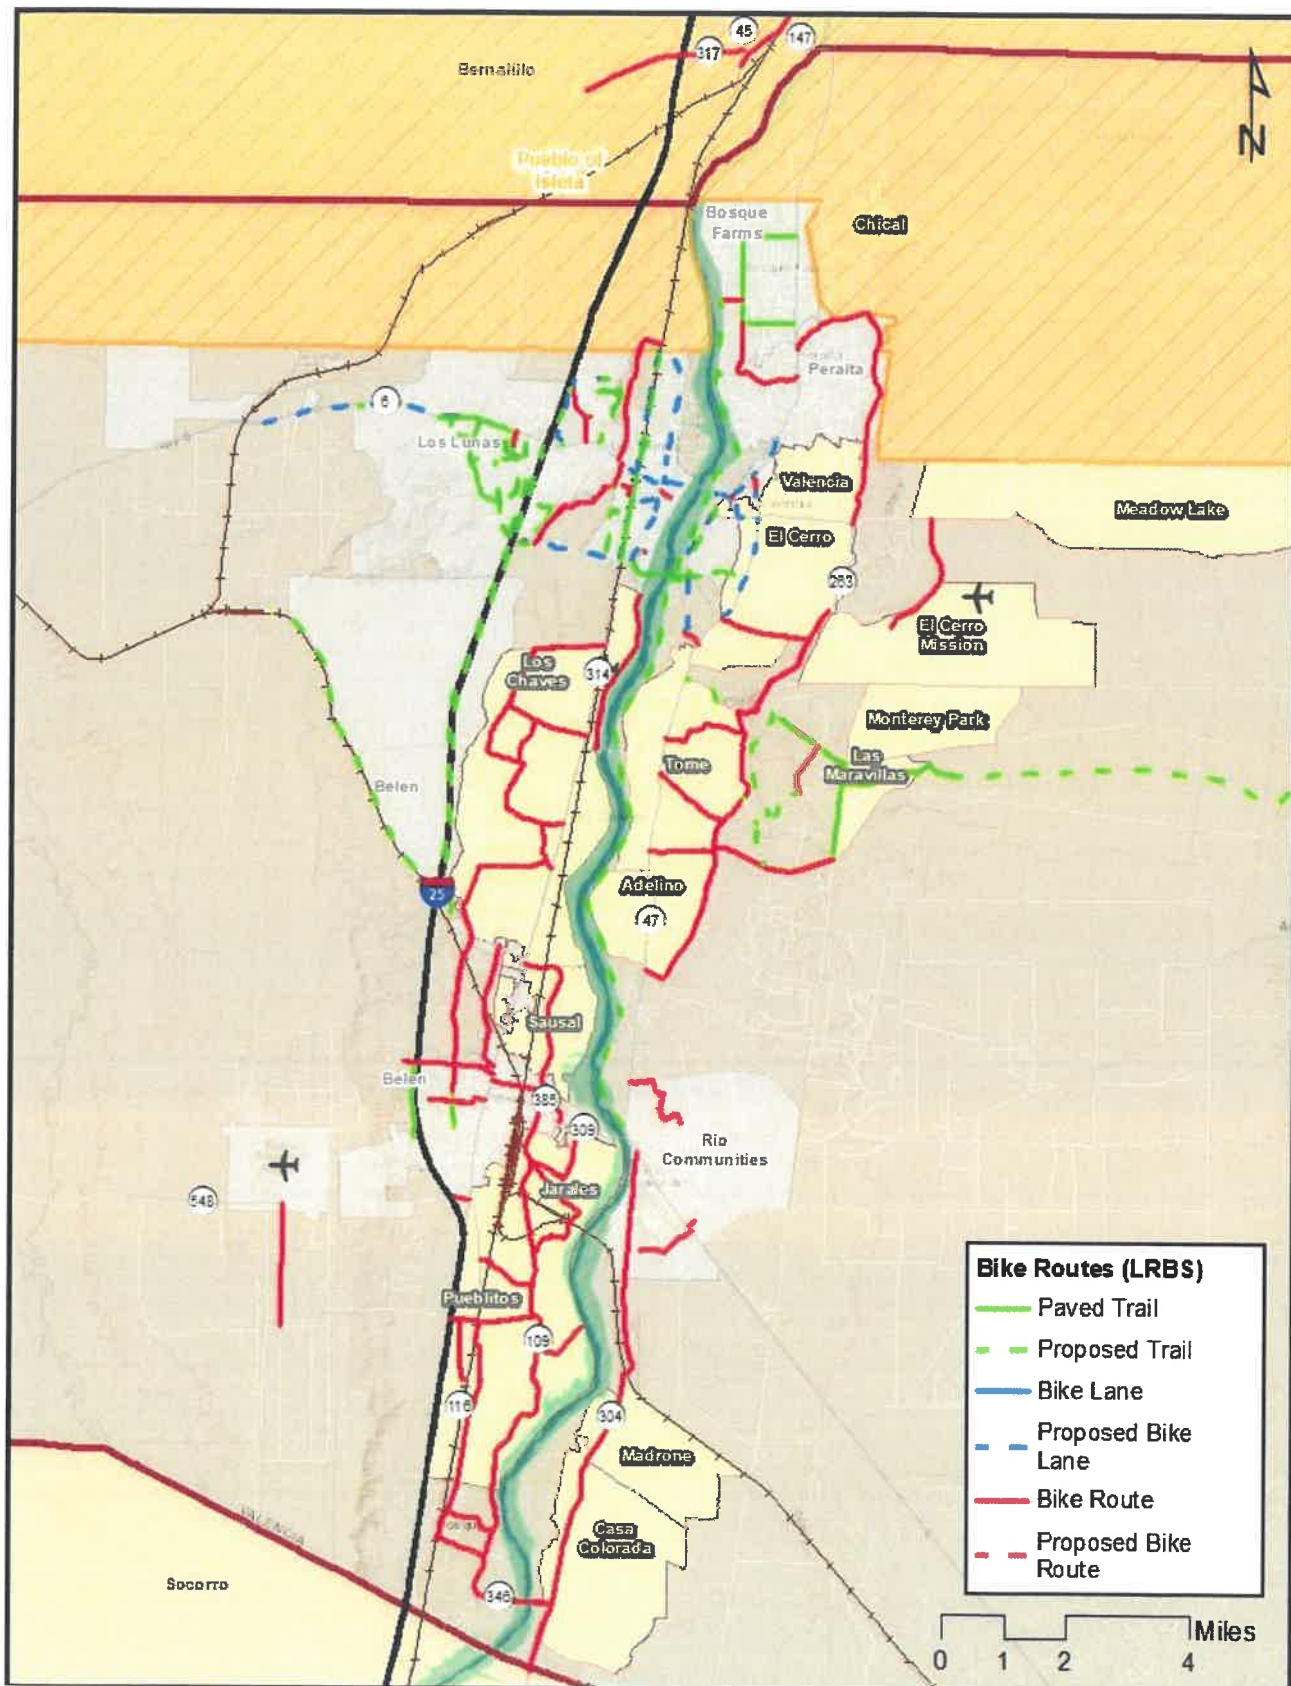 45
147
317
Bernalillo
N
Pueblo of
Isleta
Bosque
Farms
Chical
Peralta
6
Los Lunas
Valencia
Meadow Lake
El Cerro
263
El Cerro
Mission
Los
Chaves
314
Monterey Park
Tome
Las
Maravillas
Belen
25
Adelino
47
Sausal
Belen
385
309
Rio
Communities
548
Jarales
Pueblitos
109
116
304
Madrone
VALENCIA
Casa
Colorada
Socorro
346
Bike Routes (LRBS)
Paved Trail
Proposed Trail
Bike Lane
Proposed Bike
Lane
Bike Route
Proposed Bike
Route
Miles
0 1 2 4